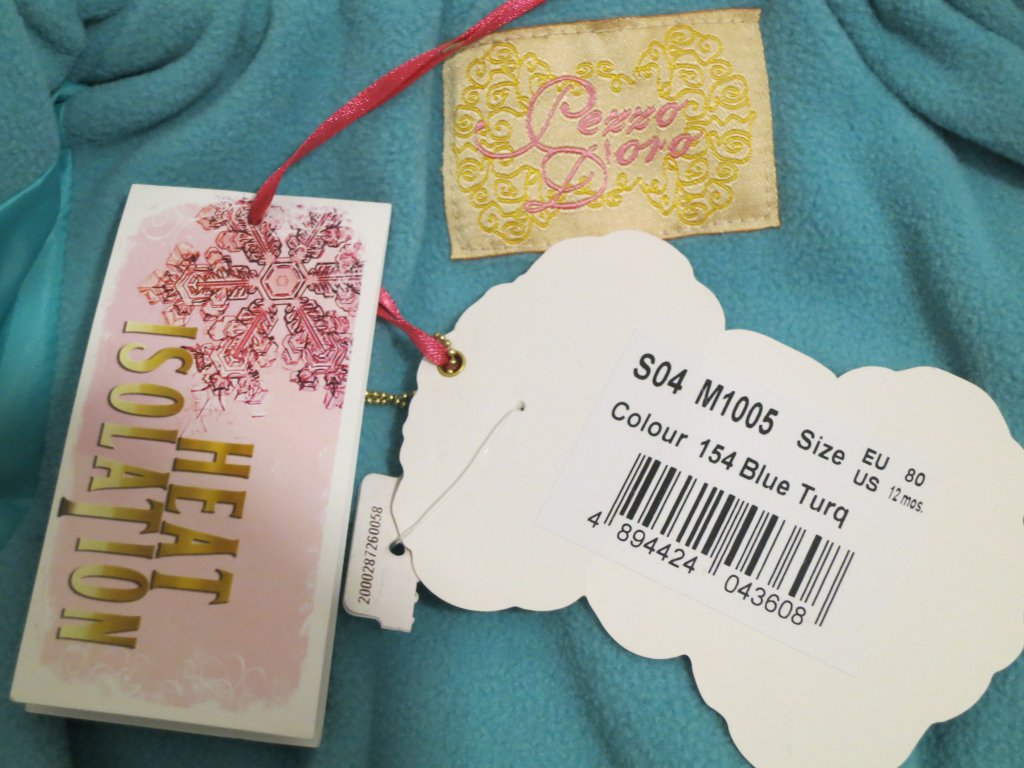 Pezzo
D'oro
HEAT
ISOLATION
S04 M1005 Size EU 80
US 12 mos.
Colour 154 Blue Turq
4 894424 043608
2000287260058